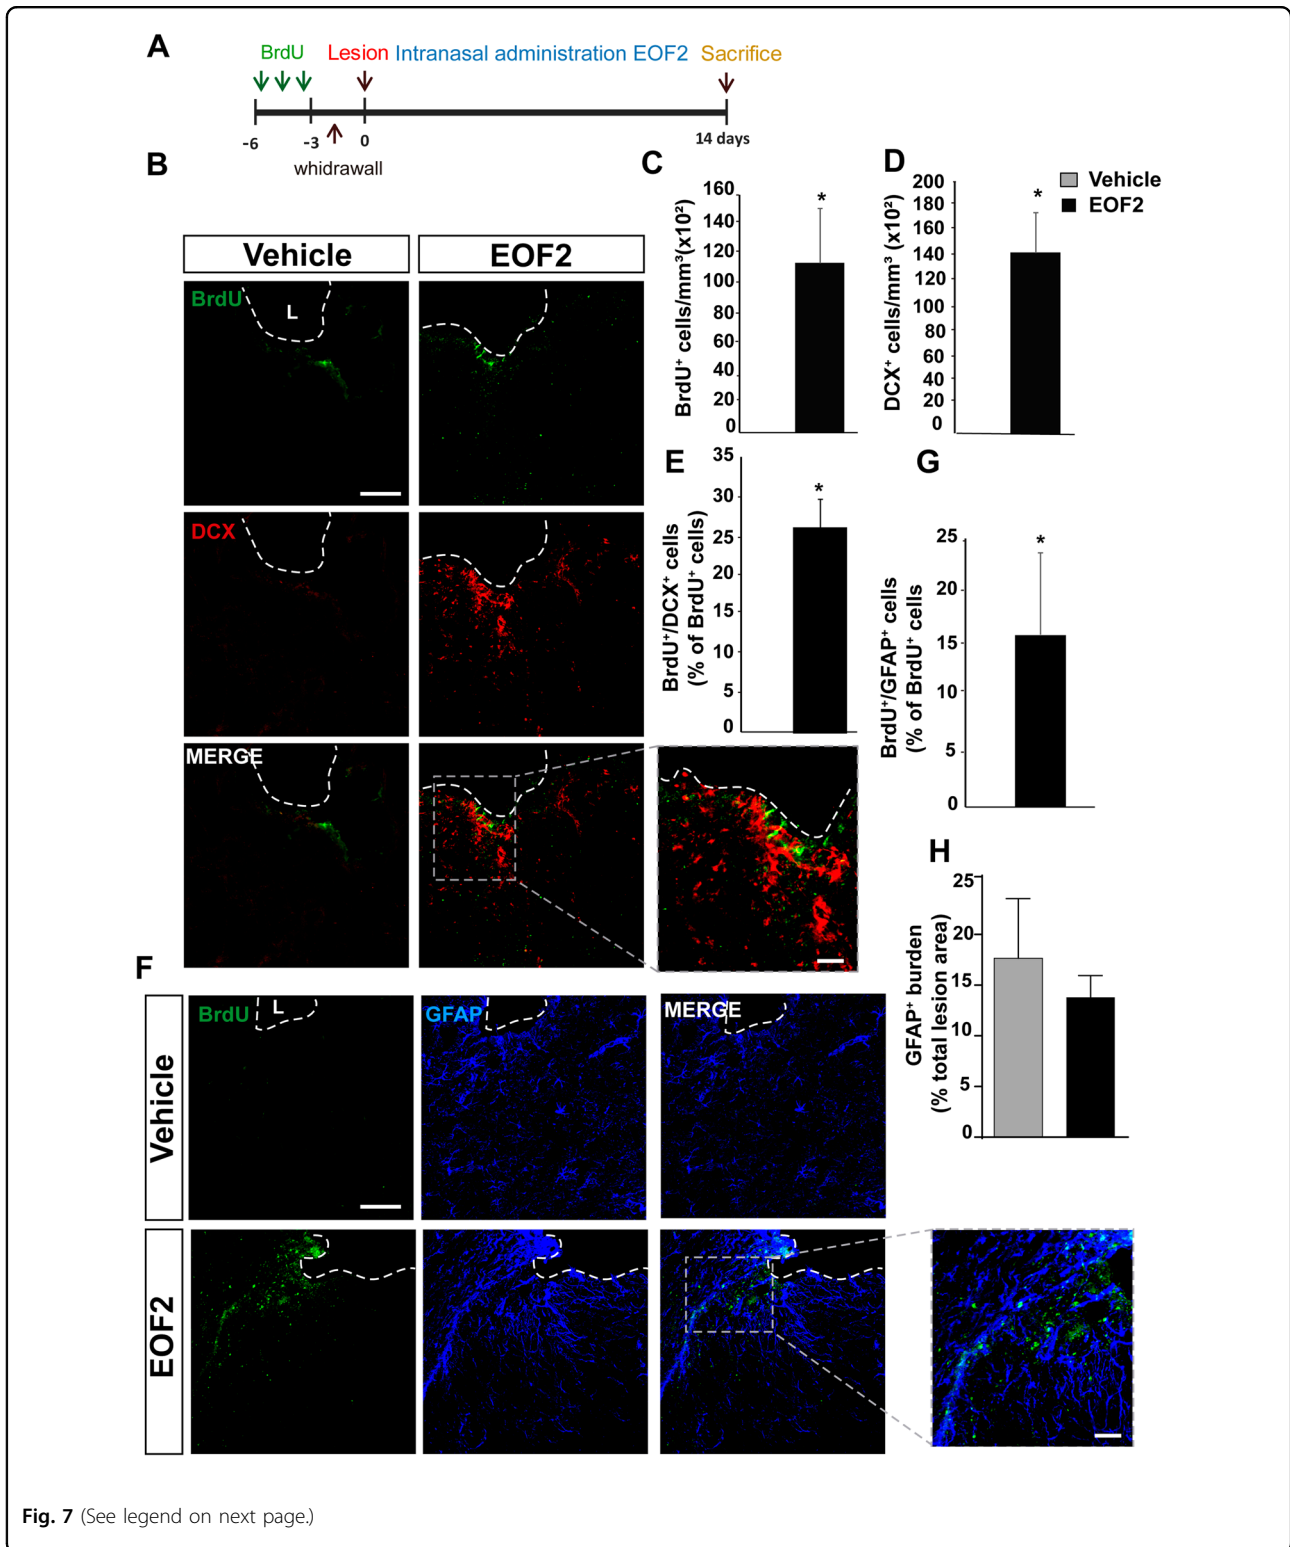 A
BrdU Lesion Intranasal administration EOF2 Sacrifice
-6 -3 0 14 days
whidrawall
B
Vehicle EOF2
BrdU L
DCX
MERGE
C
BrdU⁺ cells/mm³(x10²)
160
140
120
100
80
60
40
20
0
*
D
DCX⁺ cells/mm³ (x10²)
200
180
160
140
120
100
80
60
40
20
0
*
Vehicle
EOF2
E
BrdU⁺/DCX⁺ cells
(% of BrdU⁺ cells)
35
30
25
20
15
10
5
0
*
G
BrdU⁺/GFAP⁺ cells
(% of BrdU⁺ cells
25
20
15
10
5
0
*
H
GFAP⁺ burden
(% total lesion area)
25
20
15
10
5
0
F
Vehicle
BrdU L GFAP MERGE
EOF2
Fig. 7 (See legend on next page.)